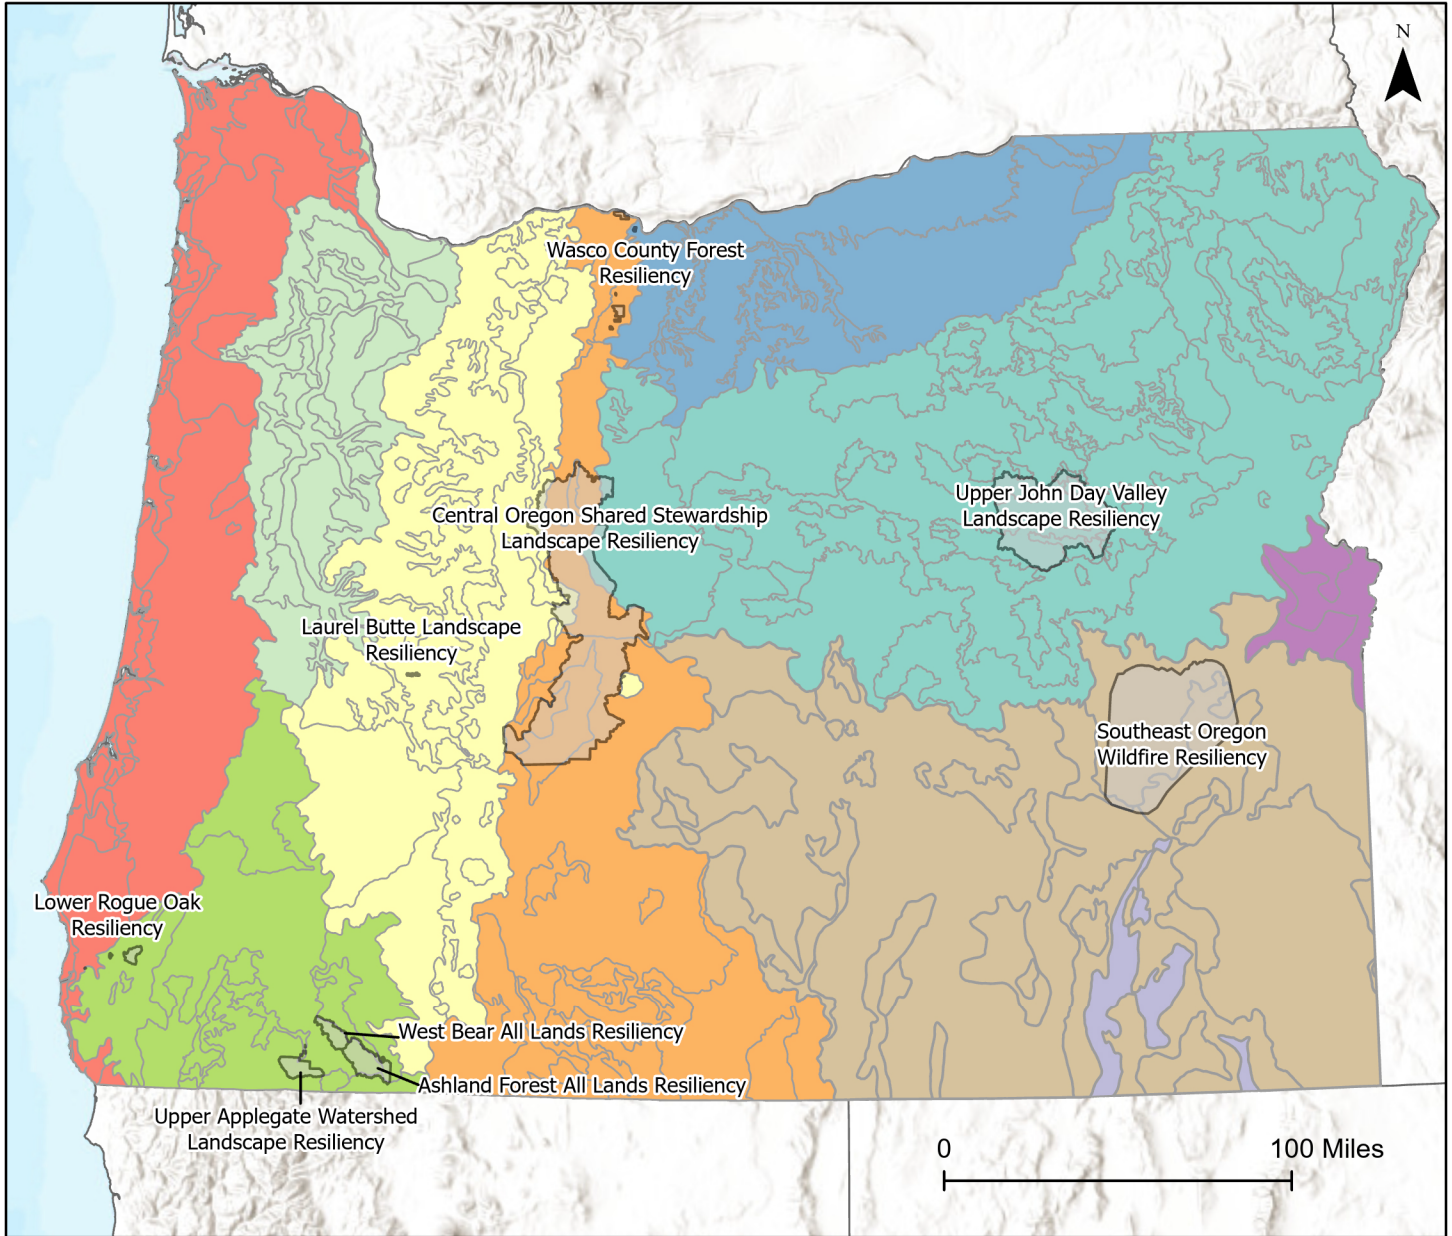 N
Wasco County Forest
Resiliency
Upper John Day Valley
Landscape Resiliency
Central Oregon Shared Stewardship
Landscape Resiliency
Laurel Butte Landscape
Resiliency
Southeast Oregon
Wildfire Resiliency
Lower Rogue Oak
Resiliency
West Bear All Lands Resiliency
Ashland Forest All Lands Resiliency
Upper Applegate Watershed
Landscape Resiliency
0 100 Miles